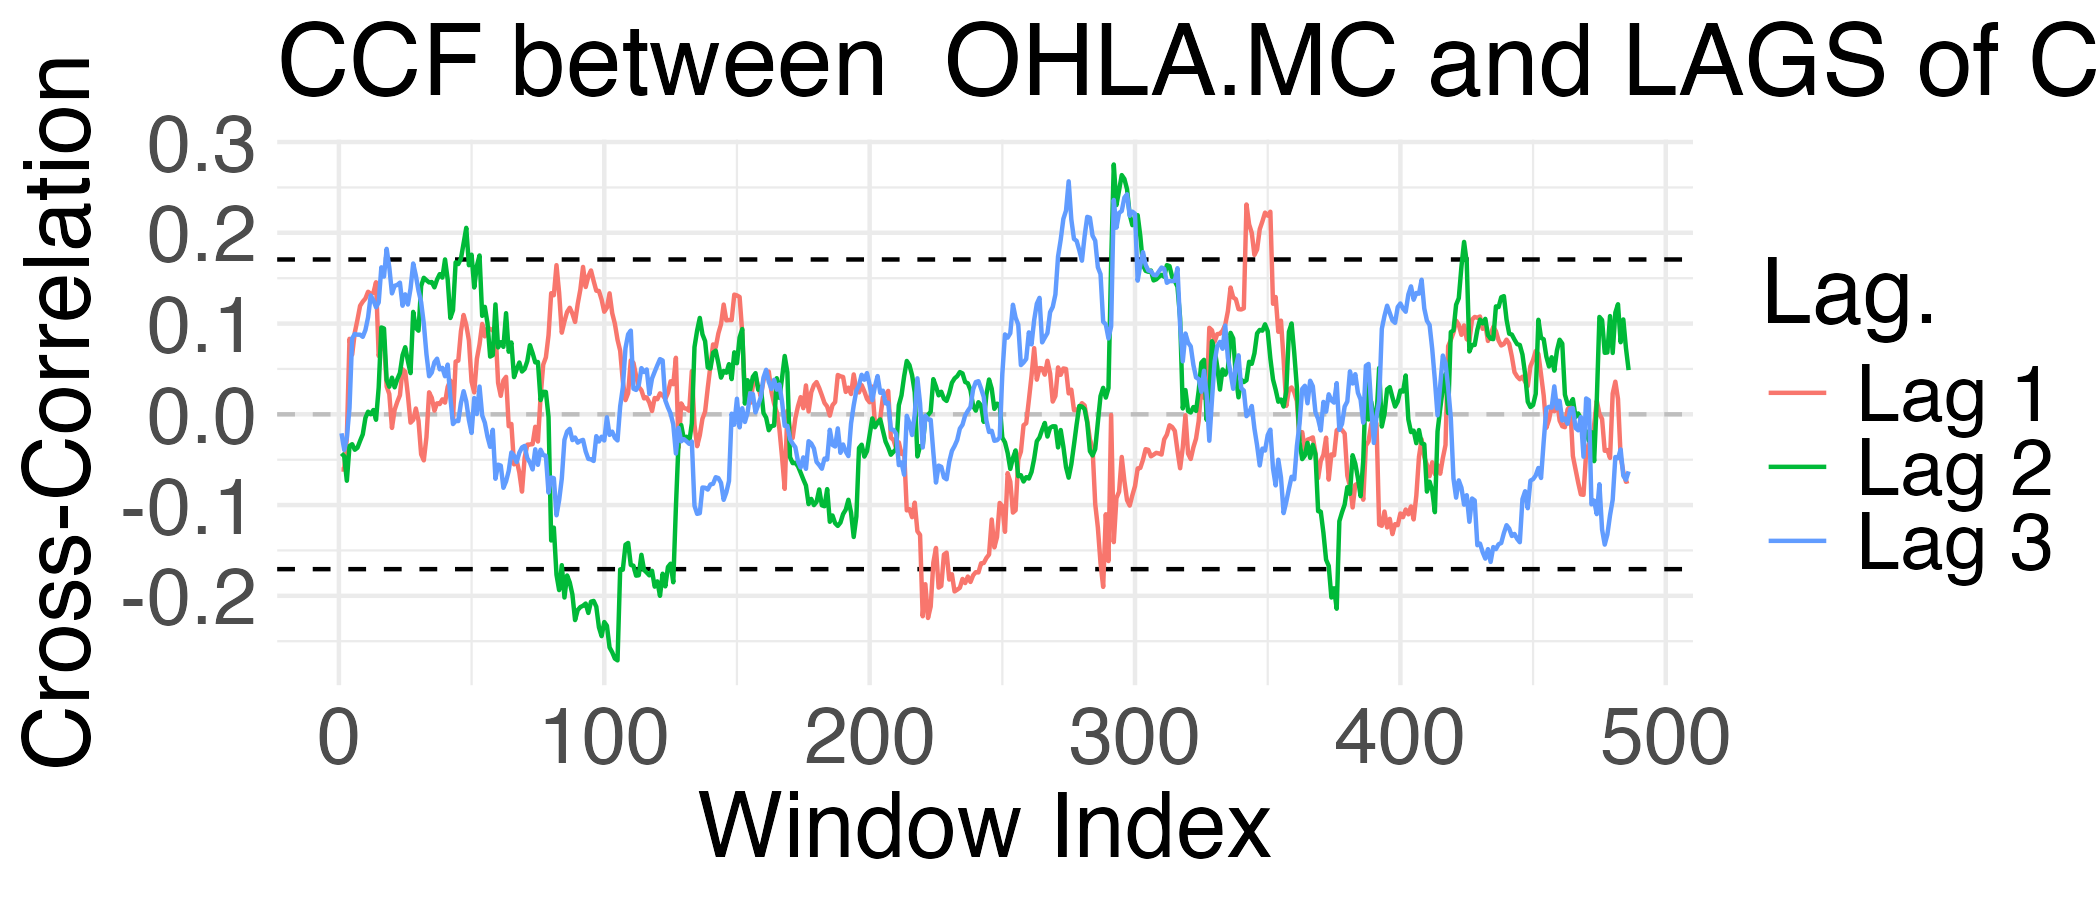 CCF between  OHLA.MC and LAGS of C
Cross-Correlation
0.3
0.2
0.1
0.0
-0.1
-0.2
0 100 200 300 400 500
Window Index
Lag.
Lag 1
Lag 2
Lag 3